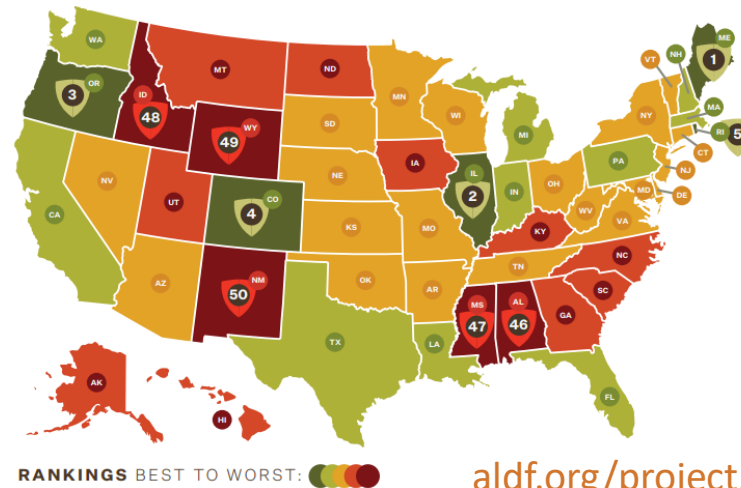 WA
OR
3
ID
48
MT
ND
WY
49
CA
NV
UT
CO
4
AZ
NM
50
SD
NE
KS
OK
TX
MN
IA
MO
AR
LA
WI
IL
2
MI
IN
OH
KY
TN
MS
47
AL
46
GA
FL
SC
NC
VA
WV
MD
DE
NJ
PA
NY
CT
RI
5
MA
NH
VT
ME
1
AK
HI
RANKINGS BEST TO WORST:
aldf.org/project